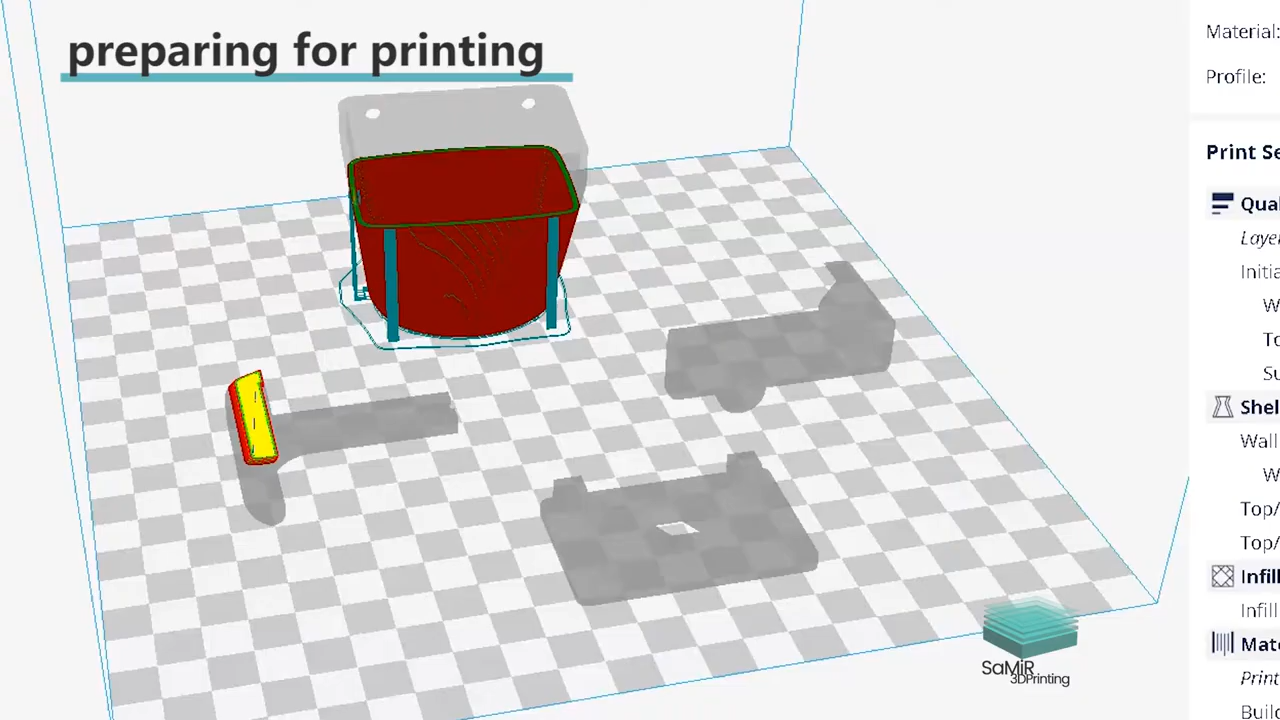 preparing for printing
Material:
Profile:
Print Se
Qual
Layer
Initia
W
To
Su
Shel
Wall
W
Top/
Top/
Infill
Infill
Mate
Print
Build
SaMiR
3DPrinting